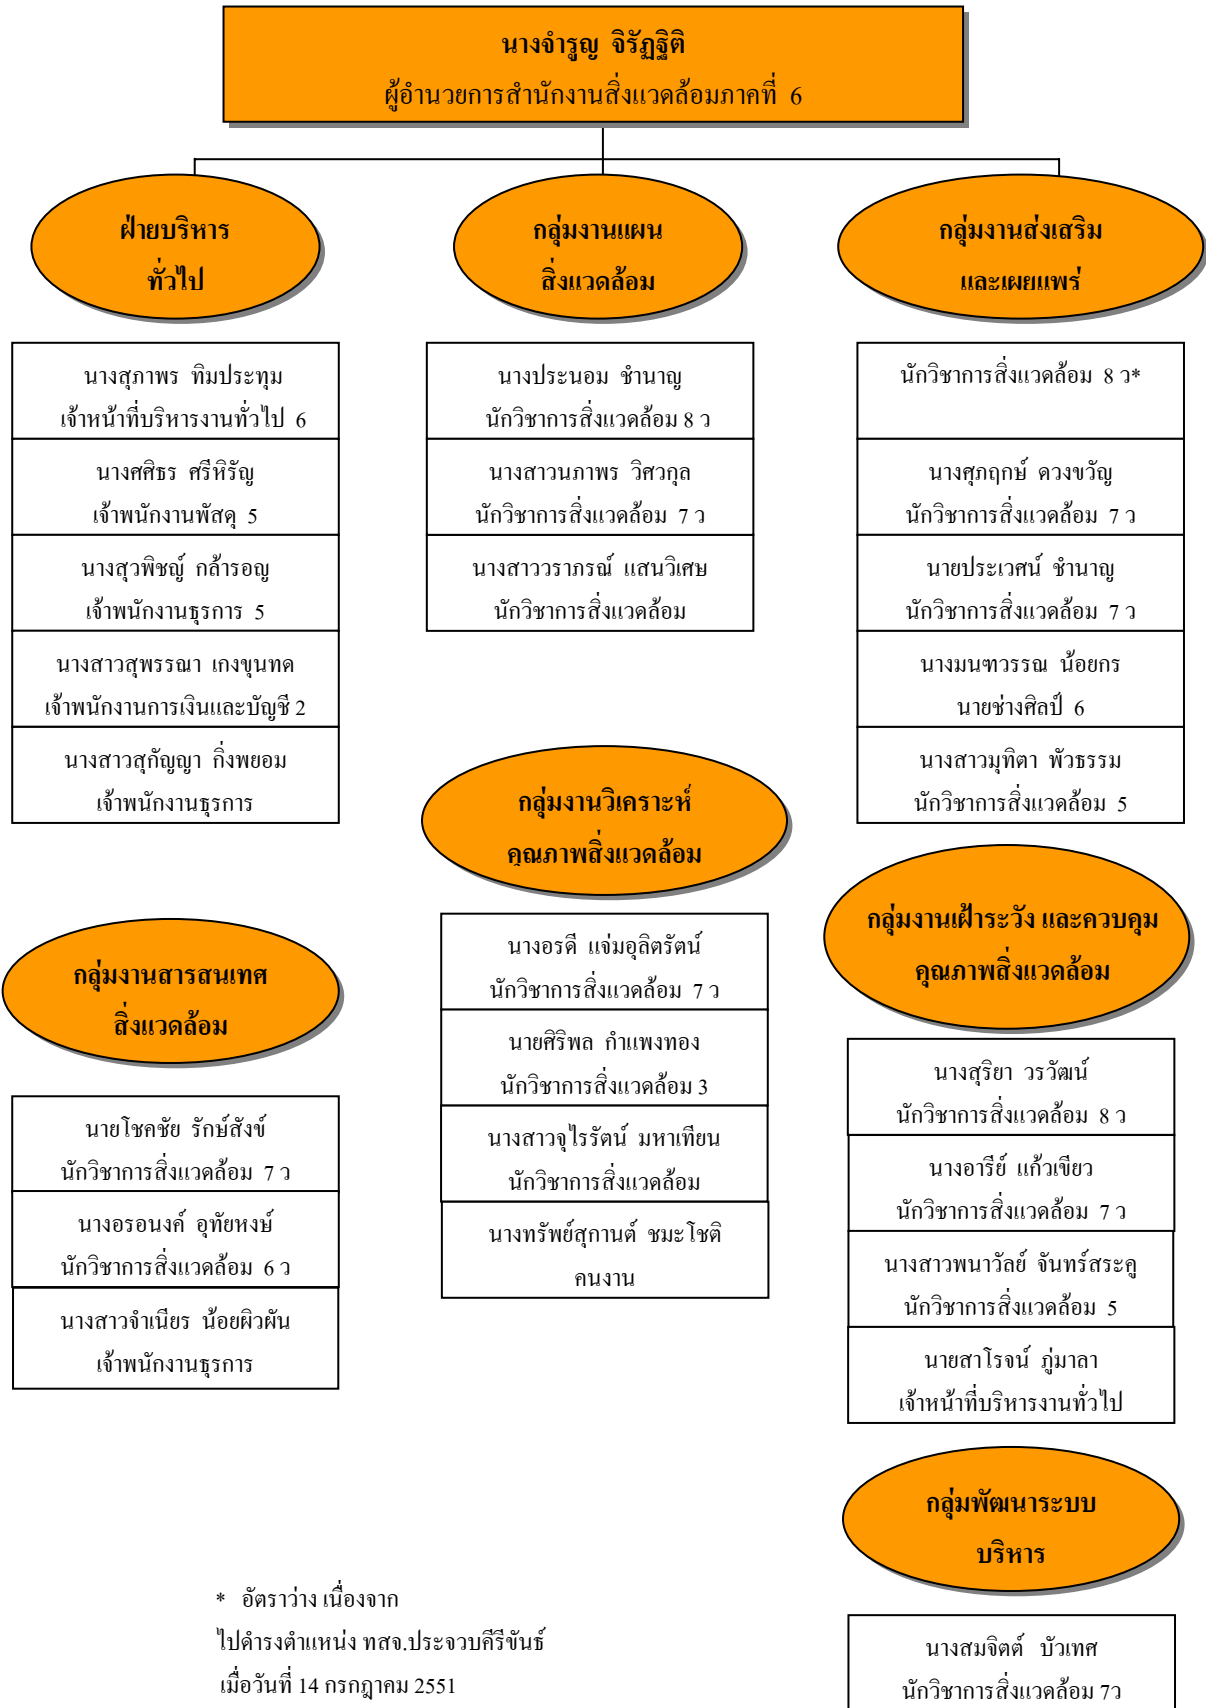 นางจำรูญ จิรัฏฐิติ
ผู้อำนวยการสำนักงานสิ่งแวดล้อมภาคที่ 6
ฝ่ายบริหาร
ทั่วไป
นางสุภาพร ทิมประทุม
เจ้าหน้าที่บริหารงานทั่วไป 6
นางศศิธร ศรีหิรัญ
เจ้าพนักงานพัสดุ 5
นางสุวพิชญ์ กล้ารอญ
เจ้าพนักงานธุรการ 5
นางสาวสุพรรณา เกงขุนทด
เจ้าพนักงานการเงินและบัญชี 2
นางสาวสุกัญญา กิ่งพยอม
เจ้าพนักงานธุรการ
กลุ่มงานสารสนเทศ
สิ่งแวดล้อม
นายโชคชัย รักษ์สังข์
นักวิชาการสิ่งแวดล้อม 7 ว
นางอรอนงค์ อุทัยหงษ์
นักวิชาการสิ่งแวดล้อม 6 ว
นางสาวจำเนียร น้อยผิวผัน
เจ้าพนักงานธุรการ
กลุ่มงานแผน
สิ่งแวดล้อม
นางประนอม ชำนาญ
นักวิชาการสิ่งแวดล้อม 8 ว
นางสาวนภาพร วิศวกุล
นักวิชาการสิ่งแวดล้อม 7 ว
นางสาววราภรณ์ แสนวิเศษ
นักวิชาการสิ่งแวดล้อม
กลุ่มงานวิเคราะห์
คุณภาพสิ่งแวดล้อม
นางอรดี แจ่มอุลิตรัตน์
นักวิชาการสิ่งแวดล้อม 7 ว
นายศิริพล กำแพงทอง
นักวิชาการสิ่งแวดล้อม 3
นางสาวจุไรรัตน์ มหาเทียน
นักวิชาการสิ่งแวดล้อม
นางทรัพย์สุกานต์ ชมะโชติ
คนงาน
กลุ่มงานส่งเสริม
และเผยแพร่
นักวิชาการสิ่งแวดล้อม 8 ว*
นางศุภฤกษ์ ดวงขวัญ
นักวิชาการสิ่งแวดล้อม 7 ว
นายประเวศน์ ชำนาญ
นักวิชาการสิ่งแวดล้อม 7 ว
นางมนฑวรรณ น้อยกร
นายช่างศิลป์ 6
นางสาวมุทิตา พัวธรรม
นักวิชาการสิ่งแวดล้อม 5
กลุ่มงานเฝ้าระวัง และควบคุม
คุณภาพสิ่งแวดล้อม
นางสุริยา วรวัฒน์
นักวิชาการสิ่งแวดล้อม 8 ว
นางอารีย์ แก้วเขียว
นักวิชาการสิ่งแวดล้อม 7 ว
นางสาวพนาวัลย์ จันทร์สระคู
นักวิชาการสิ่งแวดล้อม 5
นายสาโรจน์ ภู่มาลา
เจ้าหน้าที่บริหารงานทั่วไป
กลุ่มพัฒนาระบบ
บริหาร
นางสมจิตต์ บัวเทศ
นักวิชาการสิ่งแวดล้อม 7ว
* อัตราว่าง เนื่องจาก
ไปดำรงตำแหน่ง ทสจ.ประจวบคีรีขันธ์
เมื่อวันที่ 14 กรกฎาคม 2551